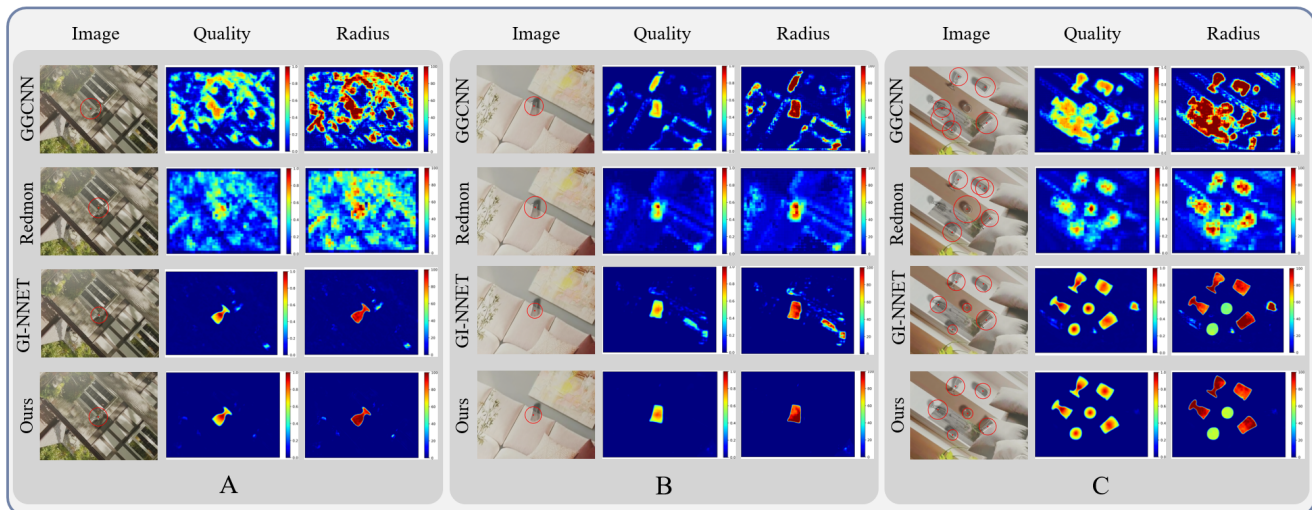 Image Quality Radius Image Quality Radius Image Quality Radius
GGCNN GGCNN GGCNN
Redmon Redmon Redmon
GI-NNET GI-NNET GI-NNET
Ours Ours Ours
A B C